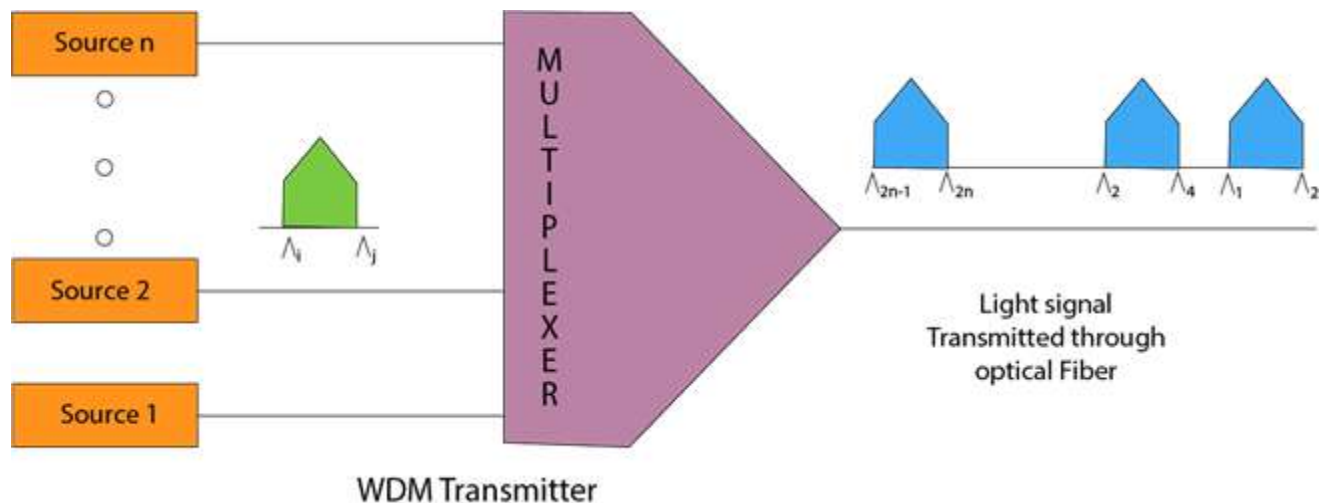 Source n
MULTIPLEXER
Λ2n-1 Λ2n Λ2 Λ4 Λ1 Λ2
Λi Λj
Source 2
Light signal
Transmitted through
optical Fiber
Source 1
WDM Transmitter